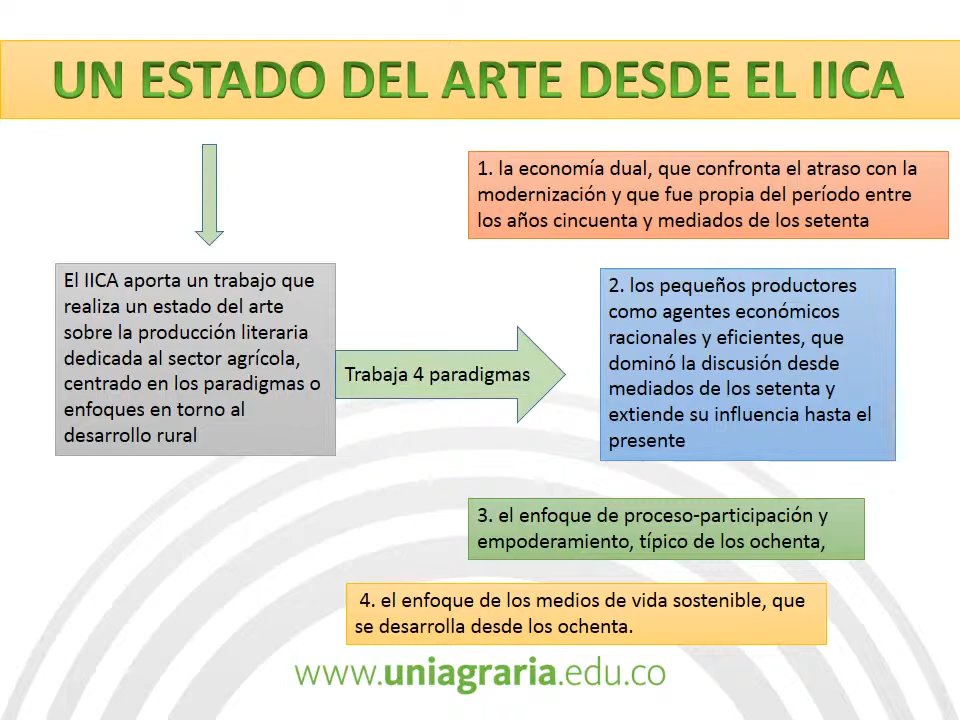 UN ESTADO DEL ARTE DESDE EL IICA
1. la economía dual, que confronta el atraso con la
modernización y que fue propia del período entre
los años cincuenta y mediados de los setenta
El IICA aporta un trabajo que
realiza un estado del arte
sobre la producción literaria
dedicada al sector agrícola,
centrado en los paradigmas o
enfoques en torno al
desarrollo rural
Trabaja 4 paradigmas
2. los pequeños productores
como agentes económicos
racionales y eficientes, que
dominó la discusión desde
mediados de los setenta y
extiende su influencia hasta el
presente
3. el enfoque de proceso-participación y
empoderamiento, típico de los ochenta,
4. el enfoque de los medios de vida sostenible, que
se desarrolla desde los ochenta.
www.uniagraria.edu.co